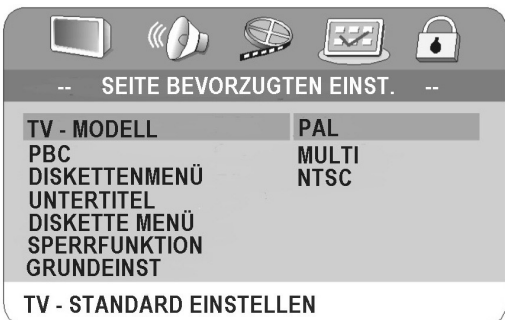 -- SEITE BEVORZUGTEN EINST. --
TV - MODELL PAL
PBC MULTI
DISKETTENMENÜ NTSC
UNTERTITEL
DISKETTE MENÜ
SPERRFUNKTION
GRUNDEINST
TV - STANDARD EINSTELLEN